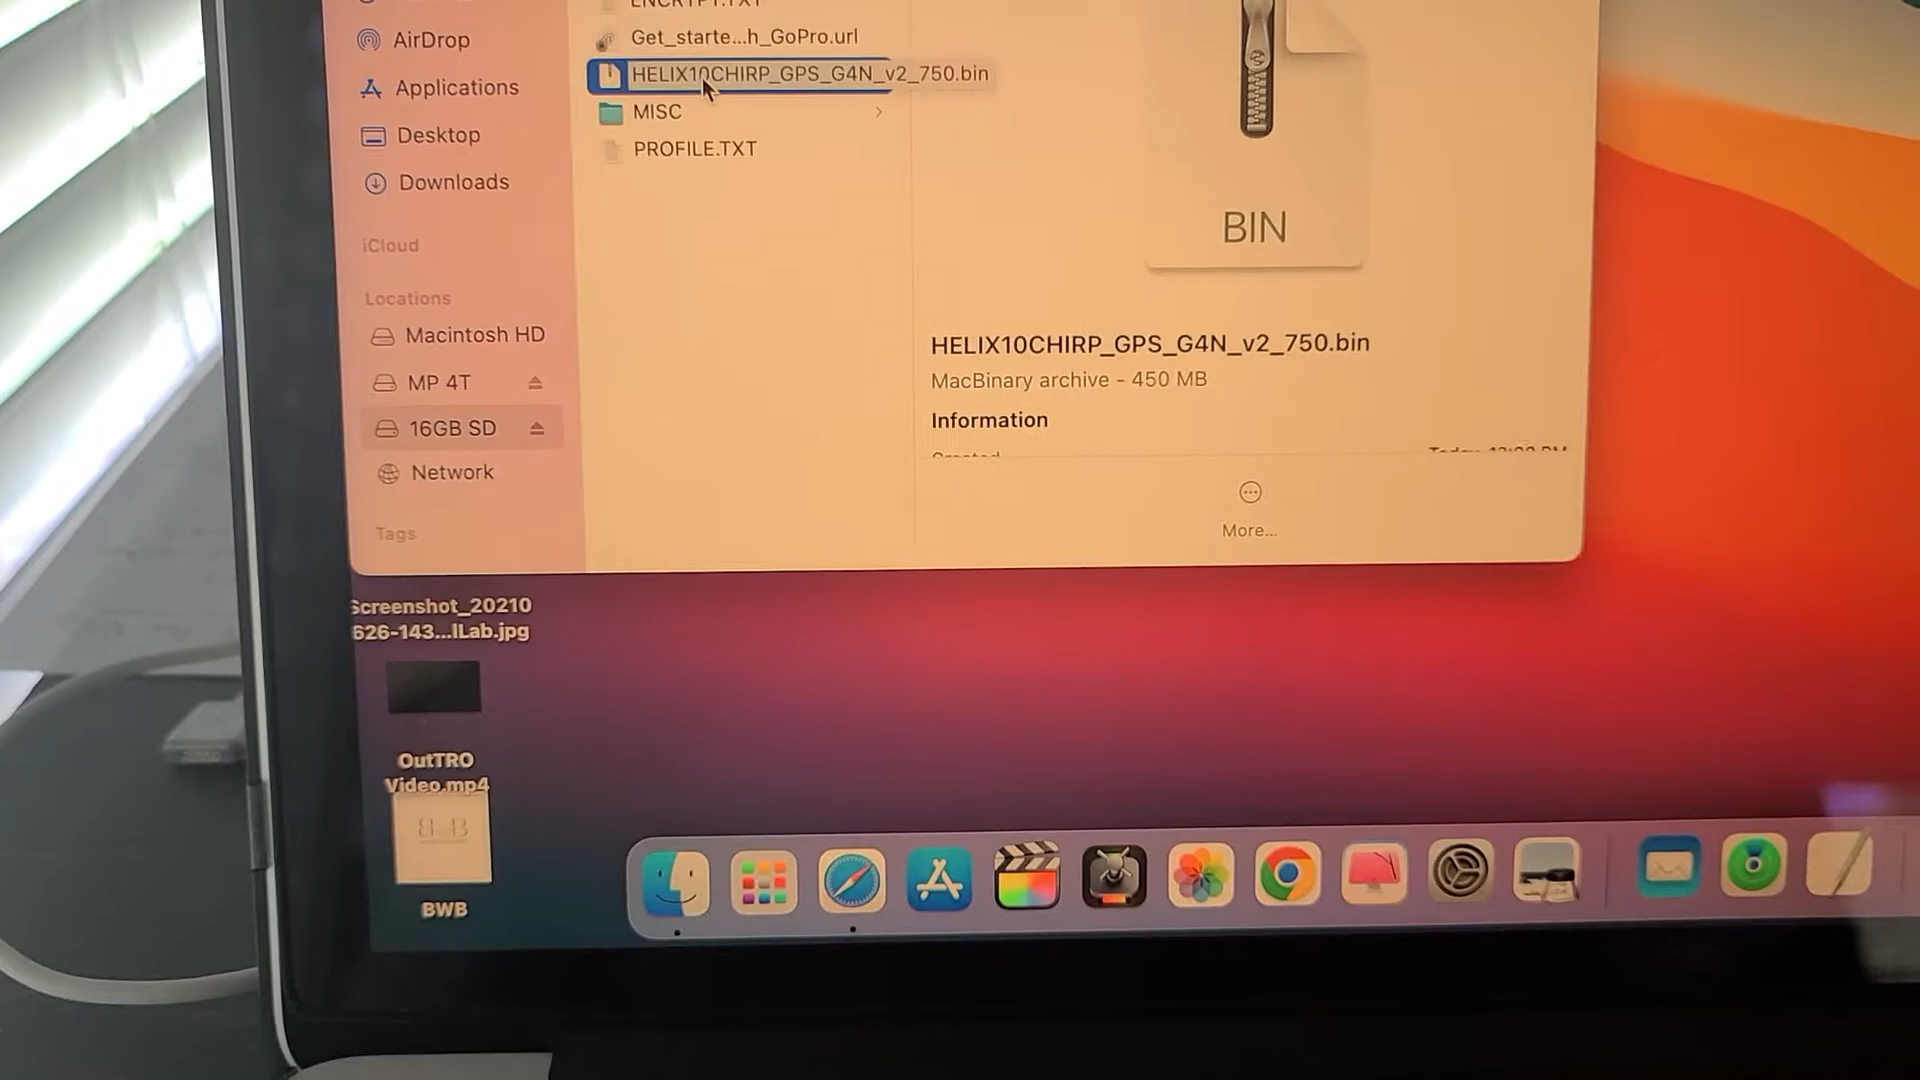 ENCRYPT.TXT
AirDrop
Get_starte...h_GoPro.url
HELIX10CHIRP_GPS_G4N_v2_750.bin
Applications
MISC
Desktop
PROFILE.TXT
Downloads
BIN
iCloud
Locations
Macintosh HD
HELIX10CHIRP_GPS_G4N_v2_750.bin
MP 4T
MacBinary archive - 450 MB
16GB SD
Information
Network
More...
Tags
Screenshot_20210
626-143...lLab.jpg
OutTRO
Video.mp4
BWB